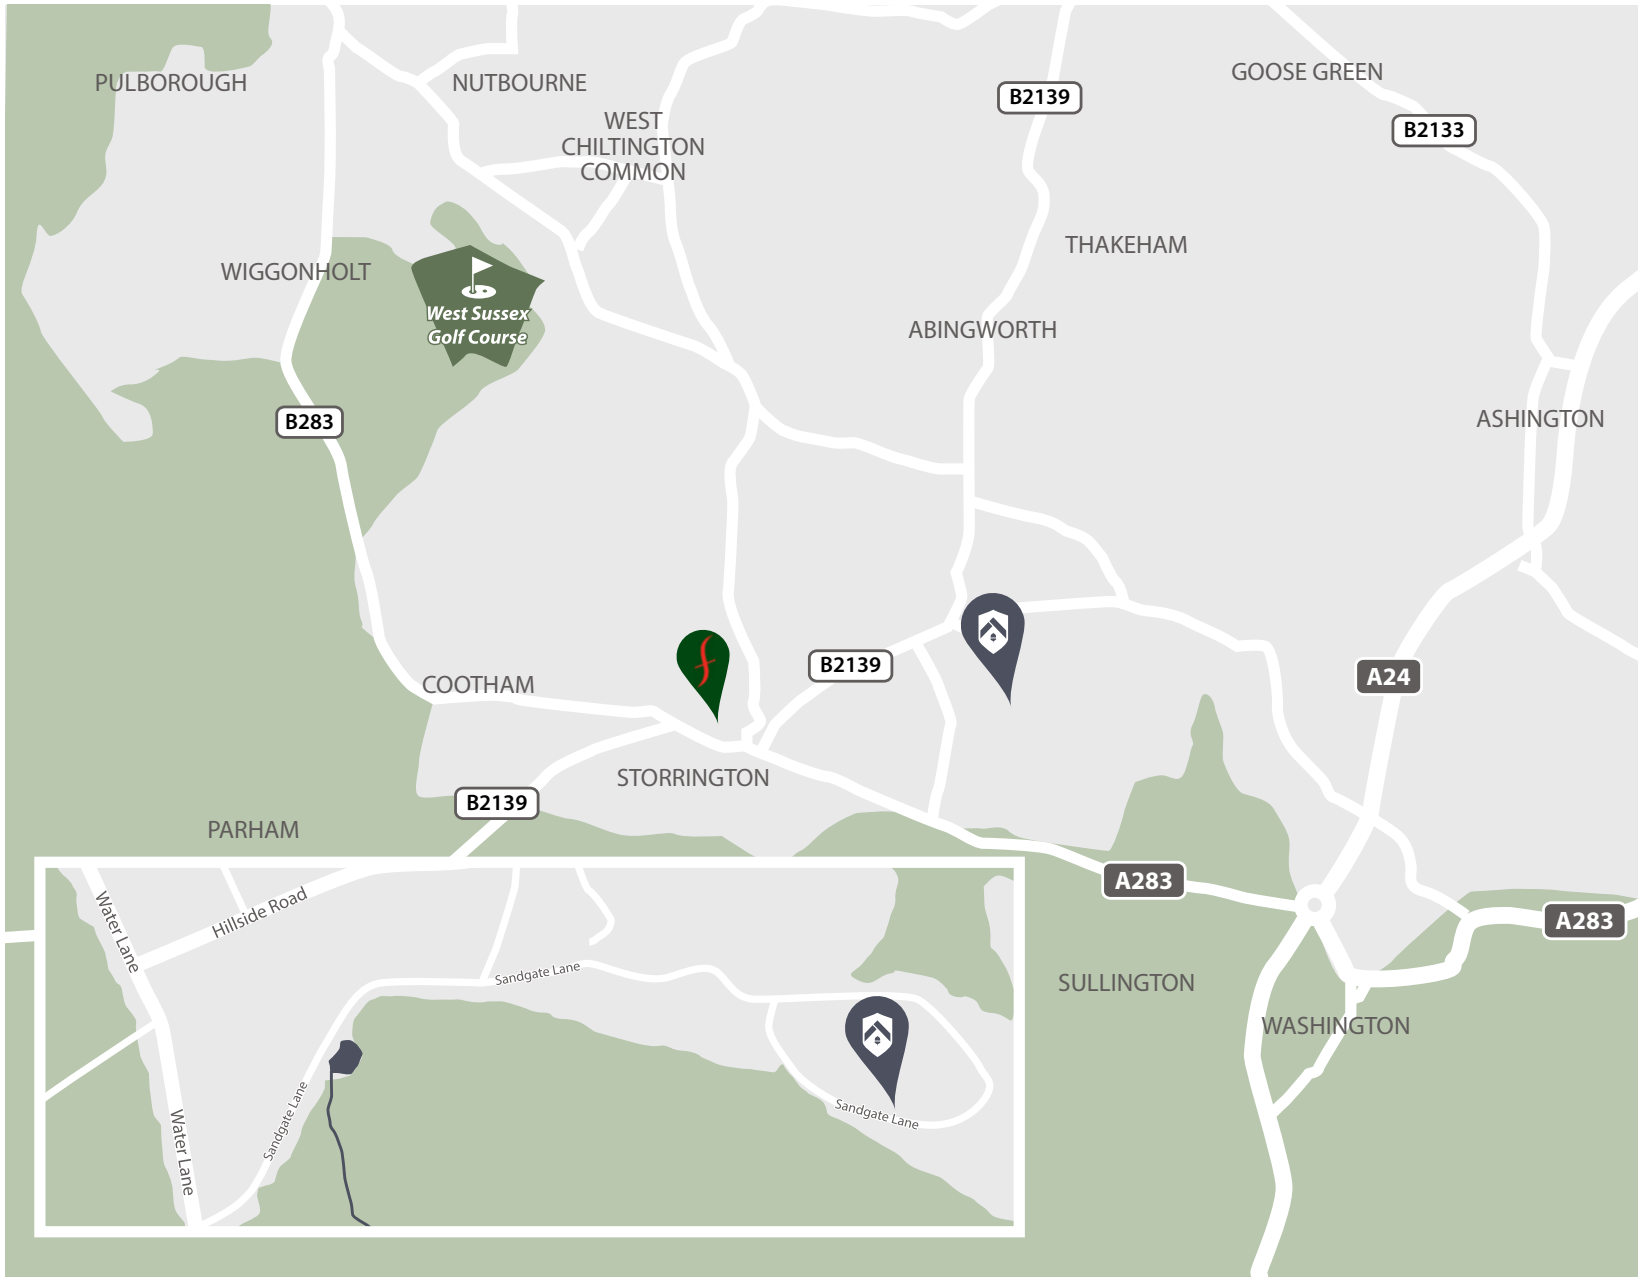 GOOSE GREEN
PULBOROUGH
NUTBOURNE
B2139
WEST
CHILTINGTON
COMMON
B2133
THAKEHAM
WIGGONHOLT
West Sussex
Golf Course
ABINGWORTH
B283
ASHINGTON
B2139
A24
COOTHAM
STORRINGTON
B2139
PARHAM
A283
A283
Water Lane
Hillside Road
Sandgate Lane
SULLINGTON
WASHINGTON
Sandgate Lane
Sandgate Lane
Water Lane